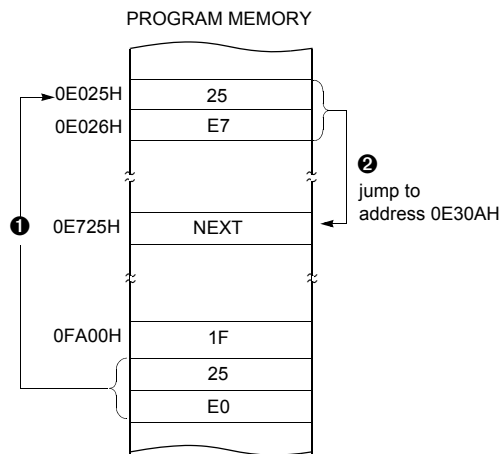 PROGRAM MEMORY
0E025H 25
0E026H E7
❷
jump to
address 0E30AH
❶ 0E725H NEXT
0FA00H 1F
25
E0